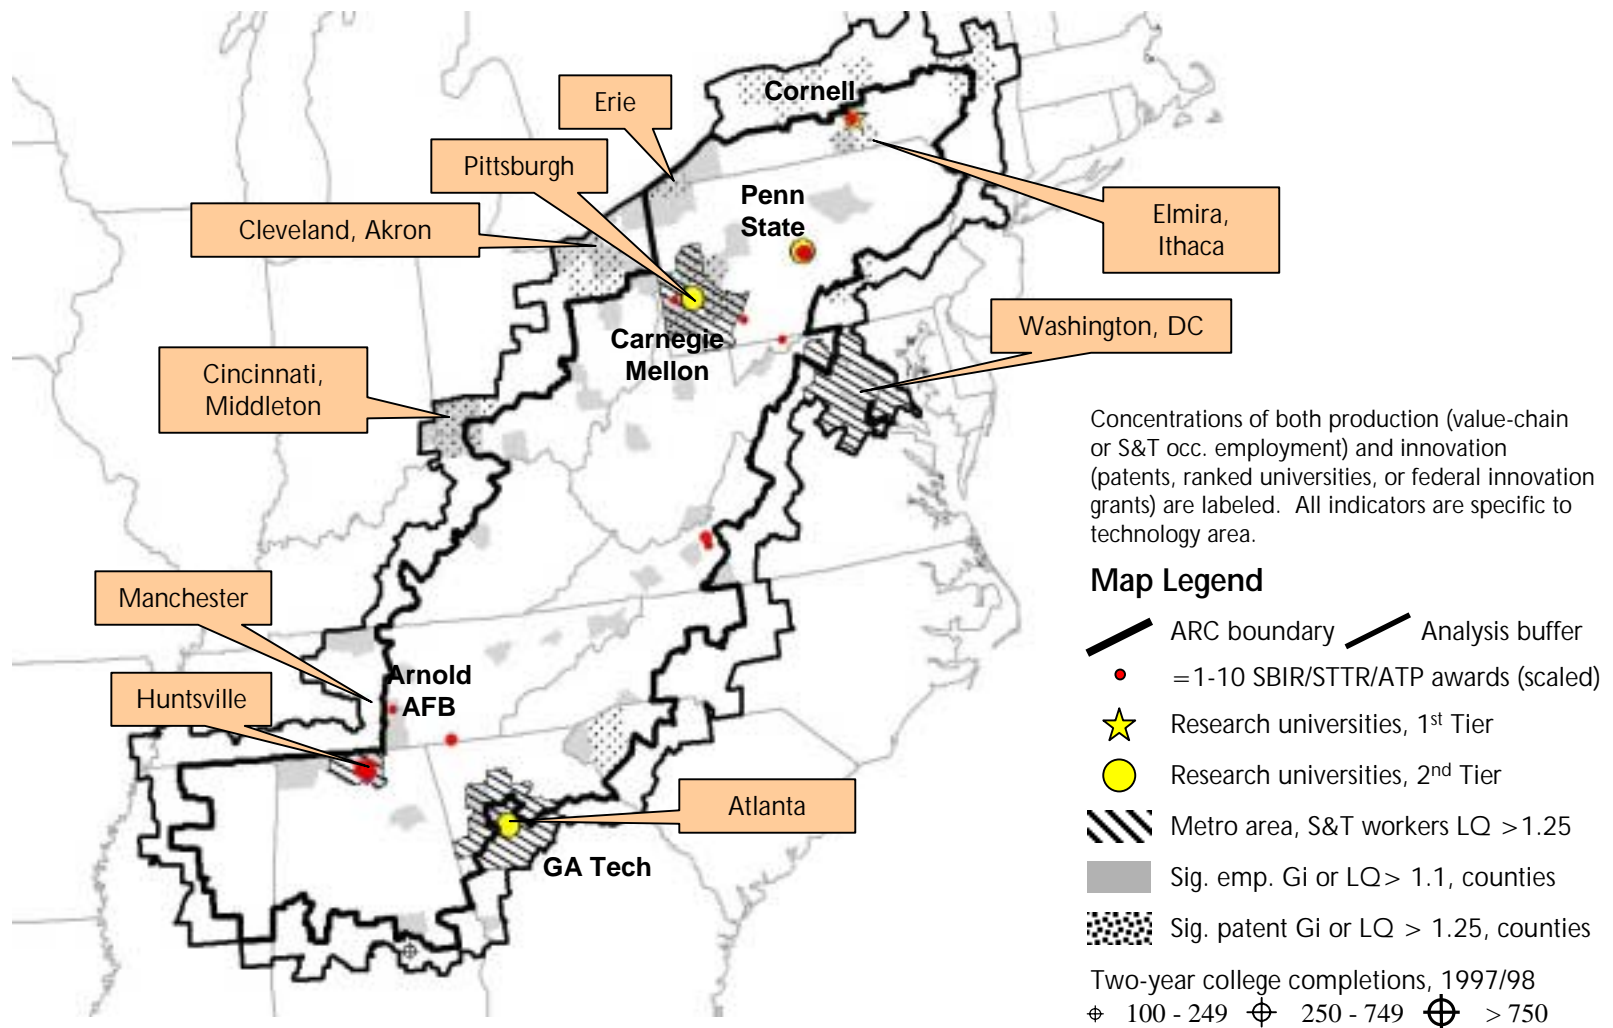 Cornell
Erie
Pittsburgh
Penn
State
Cleveland, Akron
Elmira,
Ithaca
Washington, DC
Carnegie
Mellon
Cincinnati,
Middleton
Concentrations of both production (value-chain
or S&T occ. employment) and innovation
(patents, ranked universities, or federal innovation
grants) are labeled. All indicators are specific to
technology area.
Manchester
Arnold
AFB
Huntsville
Atlanta
GA Tech
Map Legend
ARC boundary Analysis buffer
=1-10 SBIR/STTR/ATP awards (scaled)
Research universities, 1st Tier
Research universities, 2nd Tier
Metro area, S&T workers LQ >1.25
Sig. emp. Gi or LQ> 1.1, counties
Sig. patent Gi or LQ > 1.25, counties
Two-year college completions, 1997/98
100 - 249 250 - 749 > 750